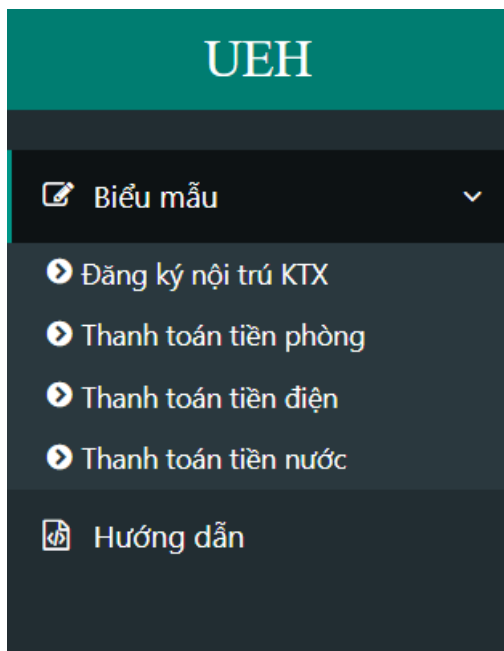 UEH
Biểu mẫu
Đăng ký nội trú KTX
Thanh toán tiền phòng
Thanh toán tiền điện
Thanh toán tiền nước
Hướng dẫn